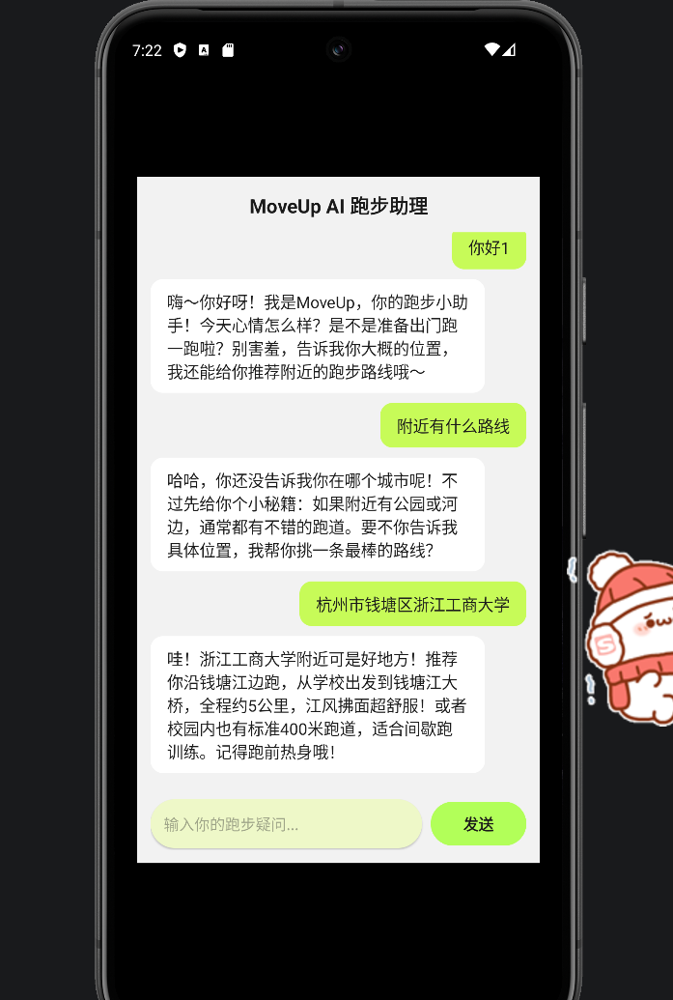 7:22
MoveUp AI 跑步助理
你好1
嗨～你好呀！我是MoveUp，你的跑步小助
手！今天心情怎么样？是不是准备出门跑
一跑啦？别害羞，告诉我你大概的位置，
我还能给你推荐附近的跑步路线哦～
附近有什么路线
哈哈，你还没告诉我你在哪个城市呢！不
过先给你个小秘籍：如果附近有公园或河
边，通常都有不错的跑道。要不你告诉我
具体位置，我帮你挑一条最棒的路线？
杭州市钱塘区浙江工商大学
哇！浙江工商大学附近可是好地方！推荐
你沿钱塘江边跑，从学校出发到钱塘江大
桥，全程约5公里，江风拂面超舒服！或者
校园内也有标准400米跑道，适合间歇跑
训练。记得跑前热身哦！
输入你的跑步疑问...
发送